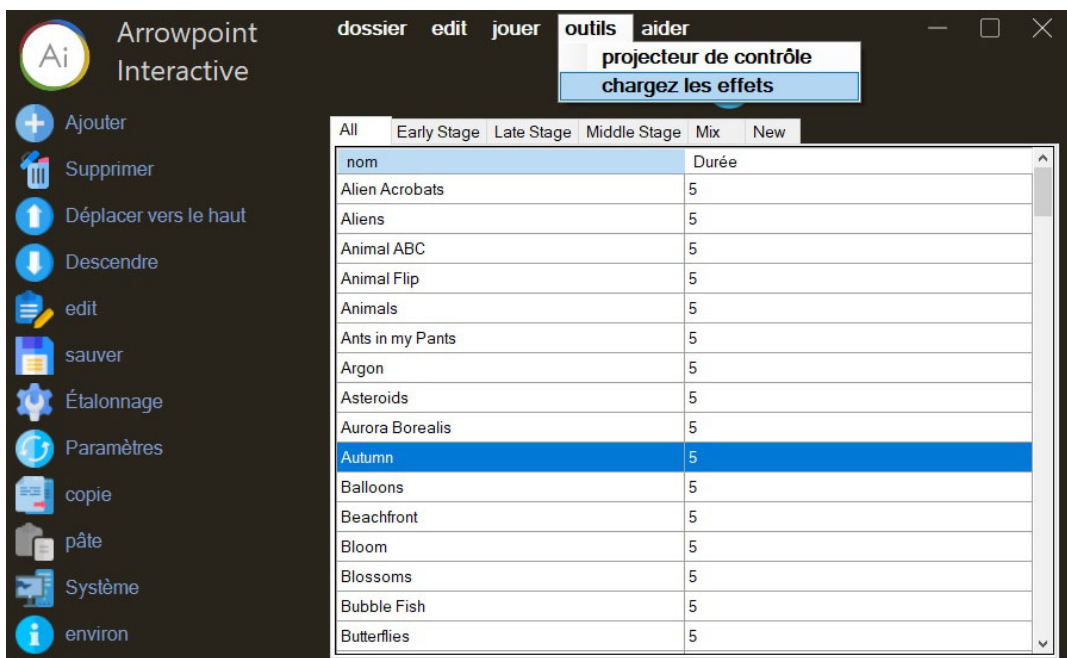 Ai
Arrowpoint
Interactive
dossier edit jouer outils aider
projecteur de contrôle
chargez les effets
Ajouter
Supprimer
Déplacer vers le haut
Descendre
edit
sauver
Étalonnage
Paramètres
copie
pâte
Système
environ
All Early Stage Late Stage Middle Stage Mix New
nom Durée
Alien Acrobats 5
Aliens 5
Animal ABC 5
Animal Flip 5
Animals 5
Ants in my Pants 5
Argon 5
Asteroids 5
Aurora Borealis 5
Autumn 5
Balloons 5
Beachfront 5
Bloom 5
Blossoms 5
Bubble Fish 5
Butterflies 5